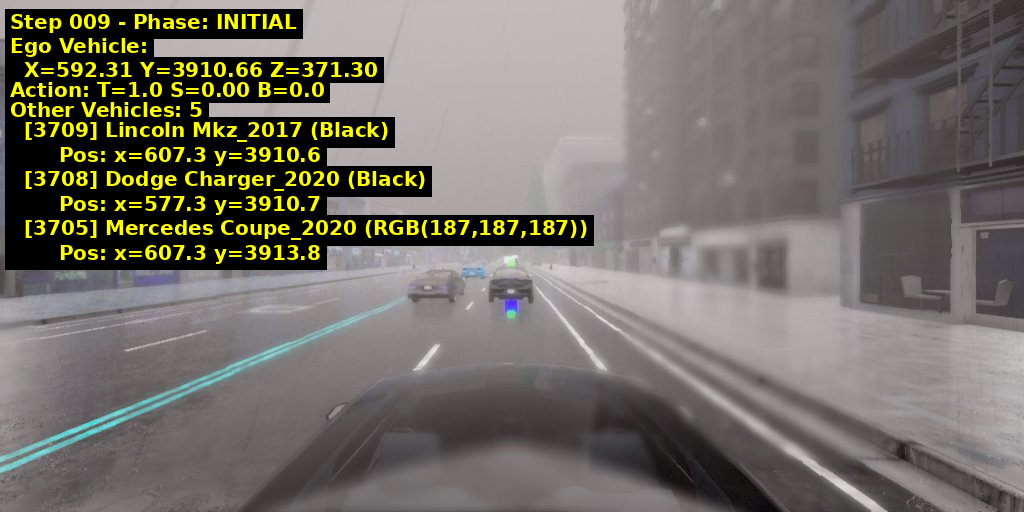 Step 009 - Phase: INITIAL
Ego Vehicle:
X=592.31 Y=3910.66 Z=371.30
Action: T=1.0 S=0.00 B=0.0
Other Vehicles: 5
[3709] Lincoln Mkz_2017 (Black)
Pos: x=607.3 y=3910.6
[3708] Dodge Charger_2020 (Black)
Pos: x=577.3 y=3910.7
[3705] Mercedes Coupe_2020 (RGB(187,187,187))
Pos: x=607.3 y=3913.8